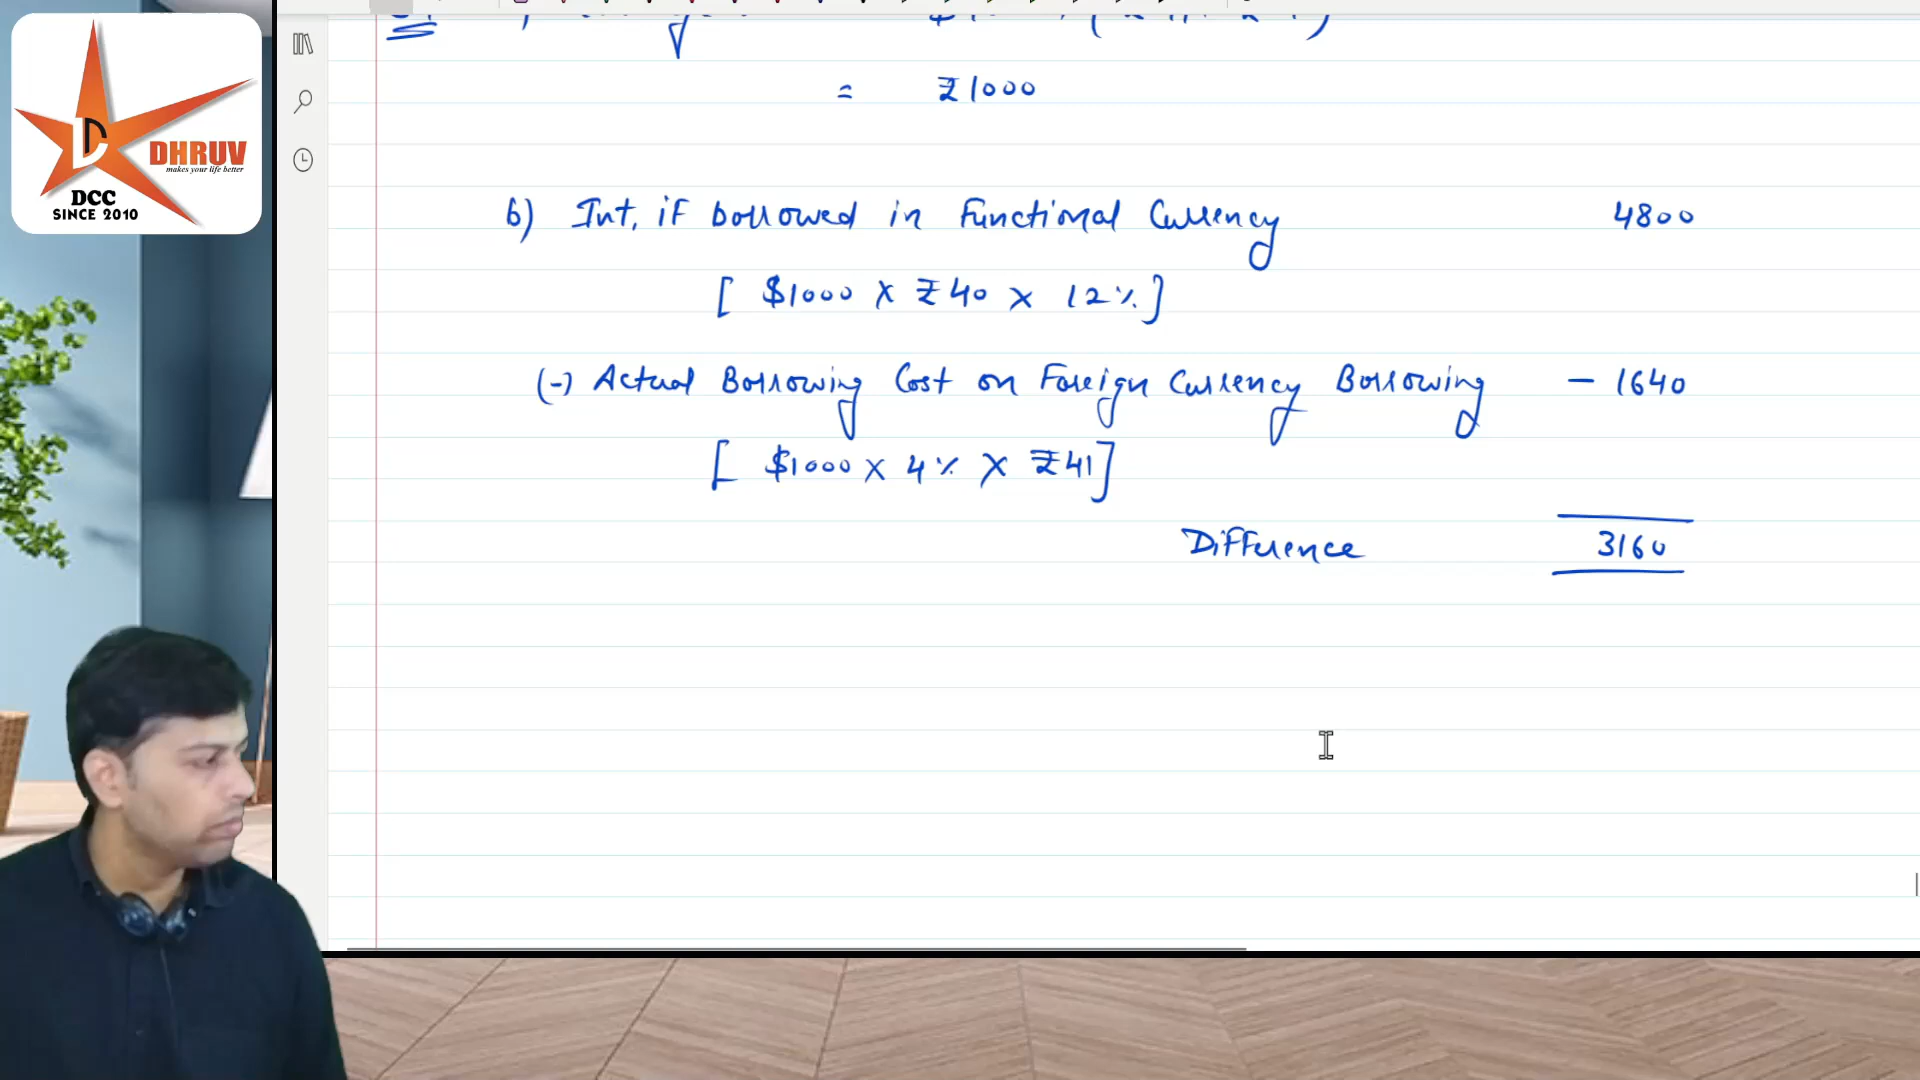 DHRUV
makes your life better
DCC
SINCE 2010
= ₹1000
b) Int, if borrowed in Functional Currency 4800
[ $1000 x ₹40 x 12% ]
(-) Actual Borrowing Cost on Foreign Currency Borrowing - 1640
[ $1000 x 4% x ₹41 ]
Difference 3160